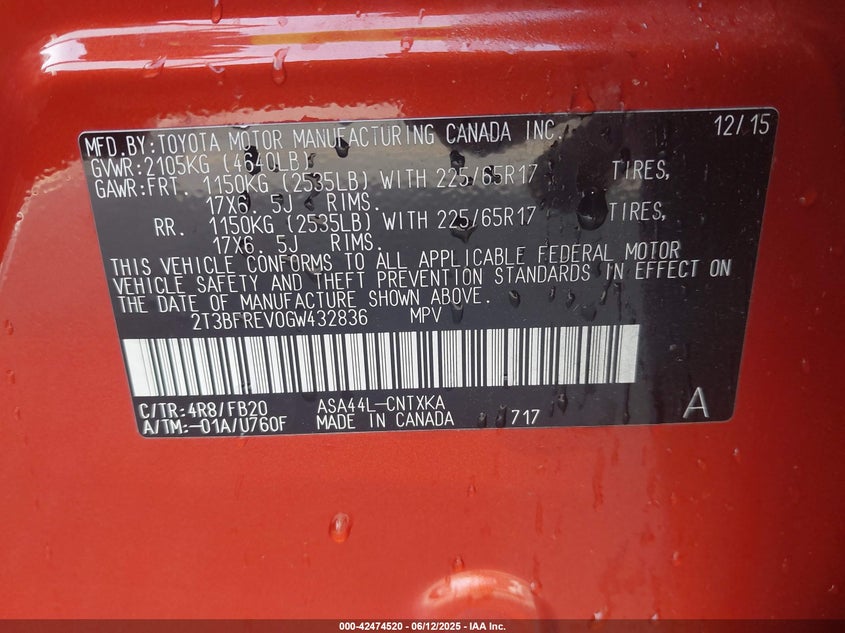 MFD.BY:TOYOTA MOTOR MANUFACTURING CANADA INC. 12/15
GVWR:2105KG (4640LB)
GAWR:FRT. 1150KG (2535LB) WITH 225/65R17 TIRES,
17X6.5J RIMS.
RR. 1150KG (2535LB) WITH 225/65R17 TIRES,
17X6.5J RIMS.
THIS VEHICLE CONFORMS TO ALL APPLICABLE FEDERAL MOTOR
VEHICLE SAFETY AND THEFT PREVENTION STANDARDS IN EFFECT ON
THE DATE OF MANUFACTURE SHOWN ABOVE.
2T3BFREV0GW432836 MPV
C/TR:4R8/FB20 ASA44L-CNTXKA
A/TM:-01A/U760F MADE IN CANADA 717 A
000-42474520 - 06/12/2025 - IAA Inc.